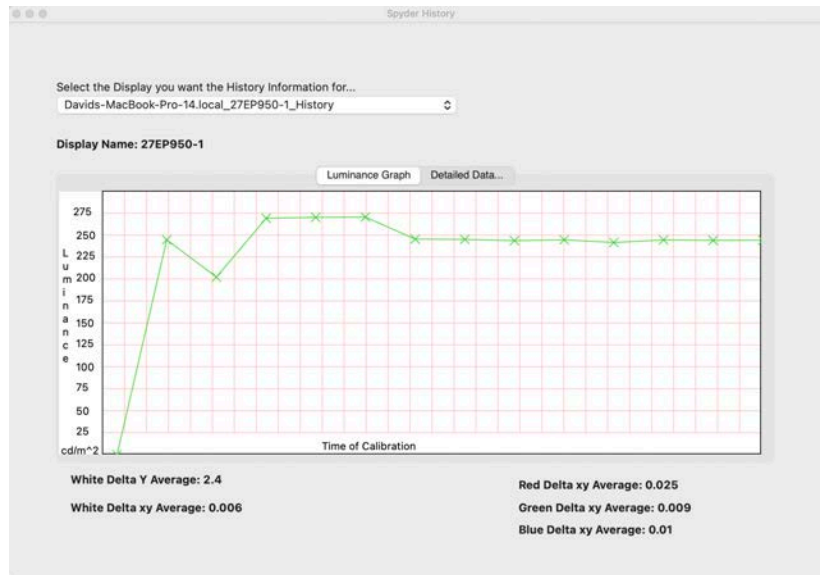 Spyder History
Select the Display you want the History Information for...
Davids-MacBook-Pro-14.local_27EP950-1_History
Display Name: 27EP950-1
Luminance Graph Detailed Data...
Luminance
275
250
225
200
175
150
125
100
75
50
25
cd/m^2
Time of Calibration
White Delta Y Average: 2.4
White Delta xy Average: 0.006
Red Delta xy Average: 0.025
Green Delta xy Average: 0.009
Blue Delta xy Average: 0.01